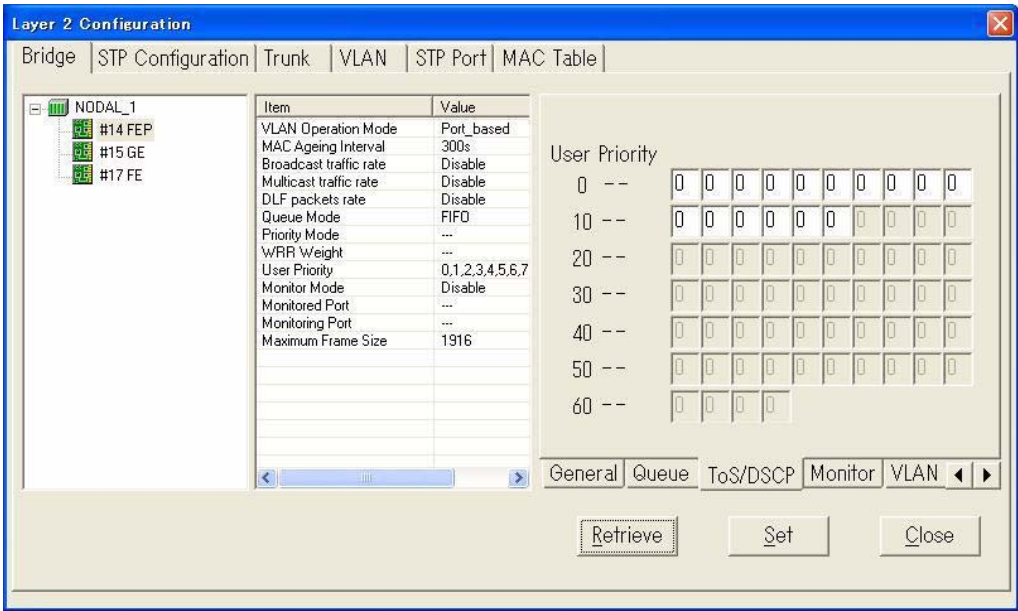 Layer 2 Configuration
Bridge STP Configuration Trunk VLAN STP Port MAC Table
NODAL_1
#14 FEP
#15 GE
#17 FE
Item Value
VLAN Operation Mode Port_based
MAC Ageing Interval 300s
Broadcast traffic rate Disable
Multicast traffic rate Disable
DLF packets rate Disable
Queue Mode FIFO
Priority Mode ---
WRR Weight ---
User Priority 0,1,2,3,4,5,6,7
Monitor Mode Disable
Monitored Port ---
Monitoring Port ---
Maximum Frame Size 1916
User Priority
0 -- 0 0 0 0 0 0 0 0 0 0
10 -- 0 0 0 0 0 0 0 0 0 0
20 -- 0 0 0 0 0 0 0 0 0 0
30 -- 0 0 0 0 0 0 0 0 0 0
40 -- 0 0 0 0 0 0 0 0 0 0
50 -- 0 0 0 0 0 0 0 0 0 0
60 -- 0 0 0 0
General Queue ToS/DSCP Monitor VLAN
Retrieve Set Close